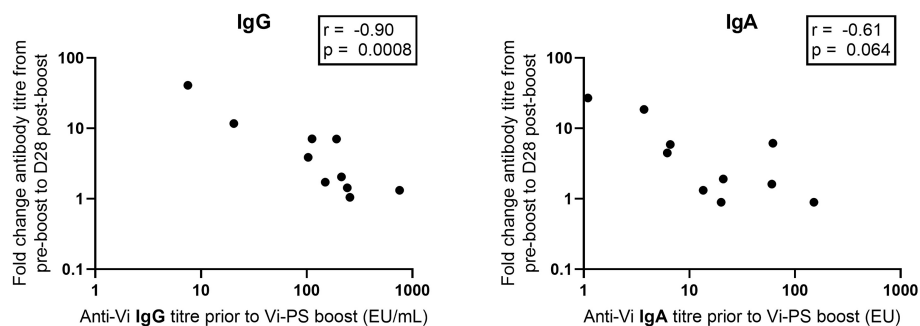 IgG
r = -0.90
p = 0.0008
Fold change antibody titre from
pre-boost to D28 post-boost
100
10
1
0.1
1
10
100
1000
Anti-Vi IgG titre prior to Vi-PS boost (EU/mL)
IgA
r = -0.61
p = 0.064
Fold change antibody titre from
pre-boost to D28 post-boost
100
10
1
0.1
1
10
100
1000
Anti-Vi IgA titre prior to Vi-PS boost (EU)